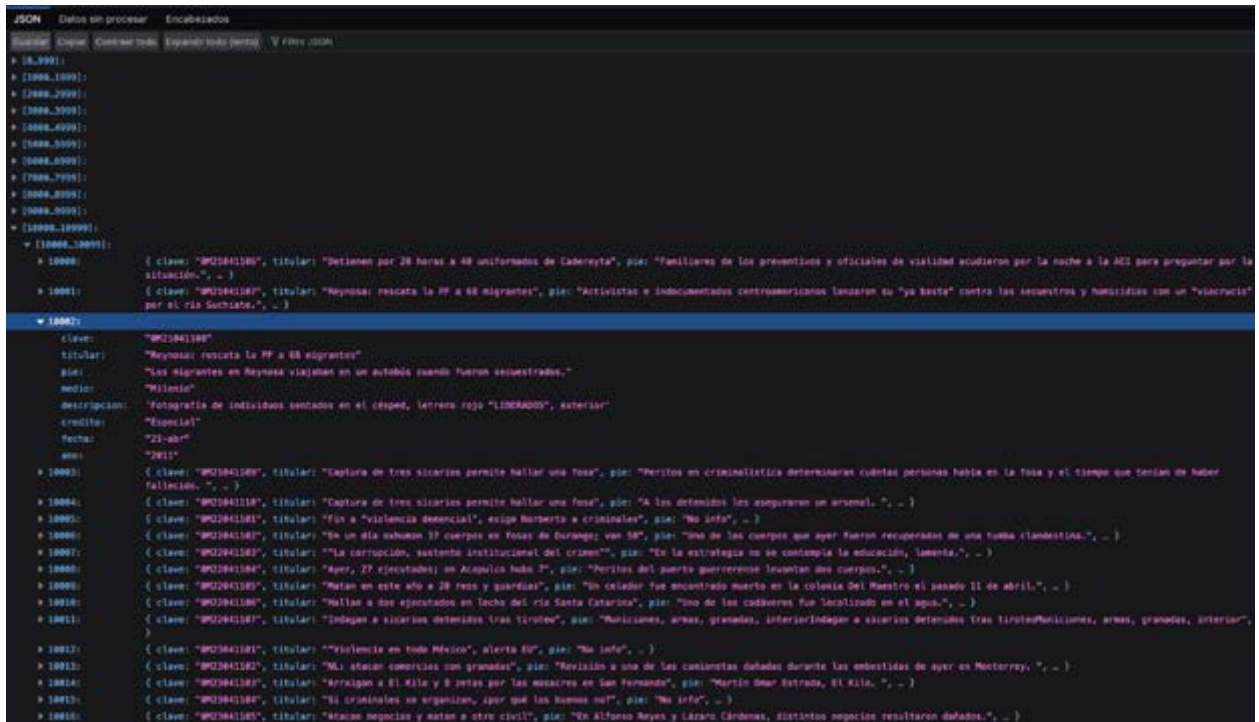 JSON Datos sin procesar Encabezados
Guardar Copiar Contraer todo Expandir todo (lento) Filtro JSON
[0…999]:
[1000…1999]:
[2000…2999]:
[3000…3999]:
[4000…4999]:
[5000…5999]:
[6000…6999]:
[7000…7999]:
[8000…8999]:
[9000…9999]:
[10000…10999]:
[10000…10099]:
10000: { clave: "0M21041106", titular: "Detienen por 20 horas a 40 uniformados de Cadereyta", pie: "Familiares de los preventivos y oficiales de vialidad acudieron por la noche a la AEI para preguntar por la
situación.", … }
10001: { clave: "0M21041107", titular: "Reynosa: rescata la PF a 68 migrantes", pie: "Activistas e indocumentados centroamericanos lanzaron su "ya basta" contra los secuestros y homicidios con un "viacrucis"
por el río Suchiate.", … }
10002:
clave: "0M21041108"
titular: "Reynosa: rescata la PF a 68 migrantes"
pie: "Los migrantes en Reynosa viajaban en un autobús cuando fueron secuestrados."
medio: "Milenio"
descripcion: "Fotografía de individuos sentados en el césped, letrero rojo "LIBERADOS", exterior"
credito: "Especial"
fecha: "21-abr"
ano: "2011"
10003: { clave: "0M21041109", titular: "Captura de tres sicarios permite hallar una fosa", pie: "Peritos en criminalística determinaran cuántas personas había en la fosa y el tiempo que tenían de haber
fallecido. ", … }
10004: { clave: "0M21041110", titular: "Captura de tres sicarios permite hallar una fosa", pie: "A los detenidos les aseguraron un arsenal. ", … }
10005: { clave: "0M22041101", titular: "Fin a "violencia demencial", exige Norberto a criminales", pie: "No info", … }
10006: { clave: "0M22041102", titular: "En un día exhuman 37 cuerpos en fosas de Durango; van 58", pie: "Uno de los cuerpos que ayer fueron recuperados de una tumba clandestina.", … }
10007: { clave: "0M22041103", titular: ""La corrupción, sustento institucional del crimen"", pie: "En la estrategia no se contempla la educación, lamenta.", … }
10008: { clave: "0M22041104", titular: "Ayer, 27 ejecutados; en Acapulco hubo 7", pie: "Peritos del puerto guerrerense levantan dos cuerpos.", … }
10009: { clave: "0M22041105", titular: "Matan en este año a 20 reos y guardias", pie: "Un celador fue encontrado muerto en la colonia Del Maestro el pasado 11 de abril.", … }
10010: { clave: "0M22041106", titular: "Hallan a dos ejecutados en lecho del río Santa Catarina", pie: "Uno de los cadáveres fue localizado en el agua.", … }
10011: { clave: "0M22041107", titular: "Indagan a sicarios detenidos tras tiroteo", pie: "Municiones, armas, granadas, interiorIndagan a sicarios detenidos tras tiroteoMuniciones, armas, granadas, interior", …
}
10012: { clave: "0M23041101", titular: ""Violencia en todo México", alerta EU", pie: "No info", … }
10013: { clave: "0M23041102", titular: "NL: atacan comercios con granadas", pie: "Revisión a una de las camionetas dañadas durante las embestidas de ayer en Monterrey. ", … }
10014: { clave: "0M23041103", titular: "Arraigan a El Kilo y 8 zetas por las masacres en San Fernando", pie: "Martín Omar Estrada, El Kilo. ", … }
10015: { clave: "0M23041104", titular: "Si criminales se organizan, ¿por qué los buenos no?", pie: "No info", … }
10016: { clave: "0M23041105", titular: "Atacan negocios y matan a otro civil", pie: "En Alfonso Reyes y Lázaro Cárdenas, distintos negocios resultaron dañados.", … }